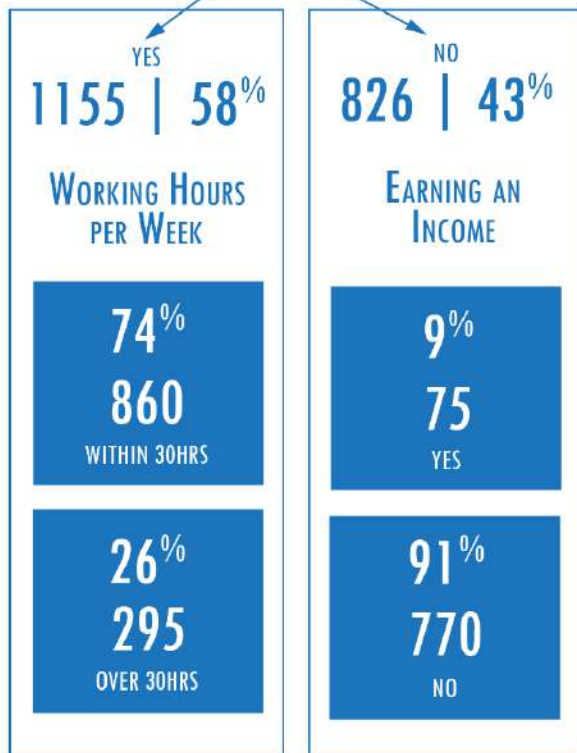 YES
1155 | 58%
WORKING HOURS
PER WEEK
74%
860
WITHIN 30HRS
26%
295
OVER 30HRS
NO
826 | 43%
EARNING AN
INCOME
9%
75
YES
91%
770
NO